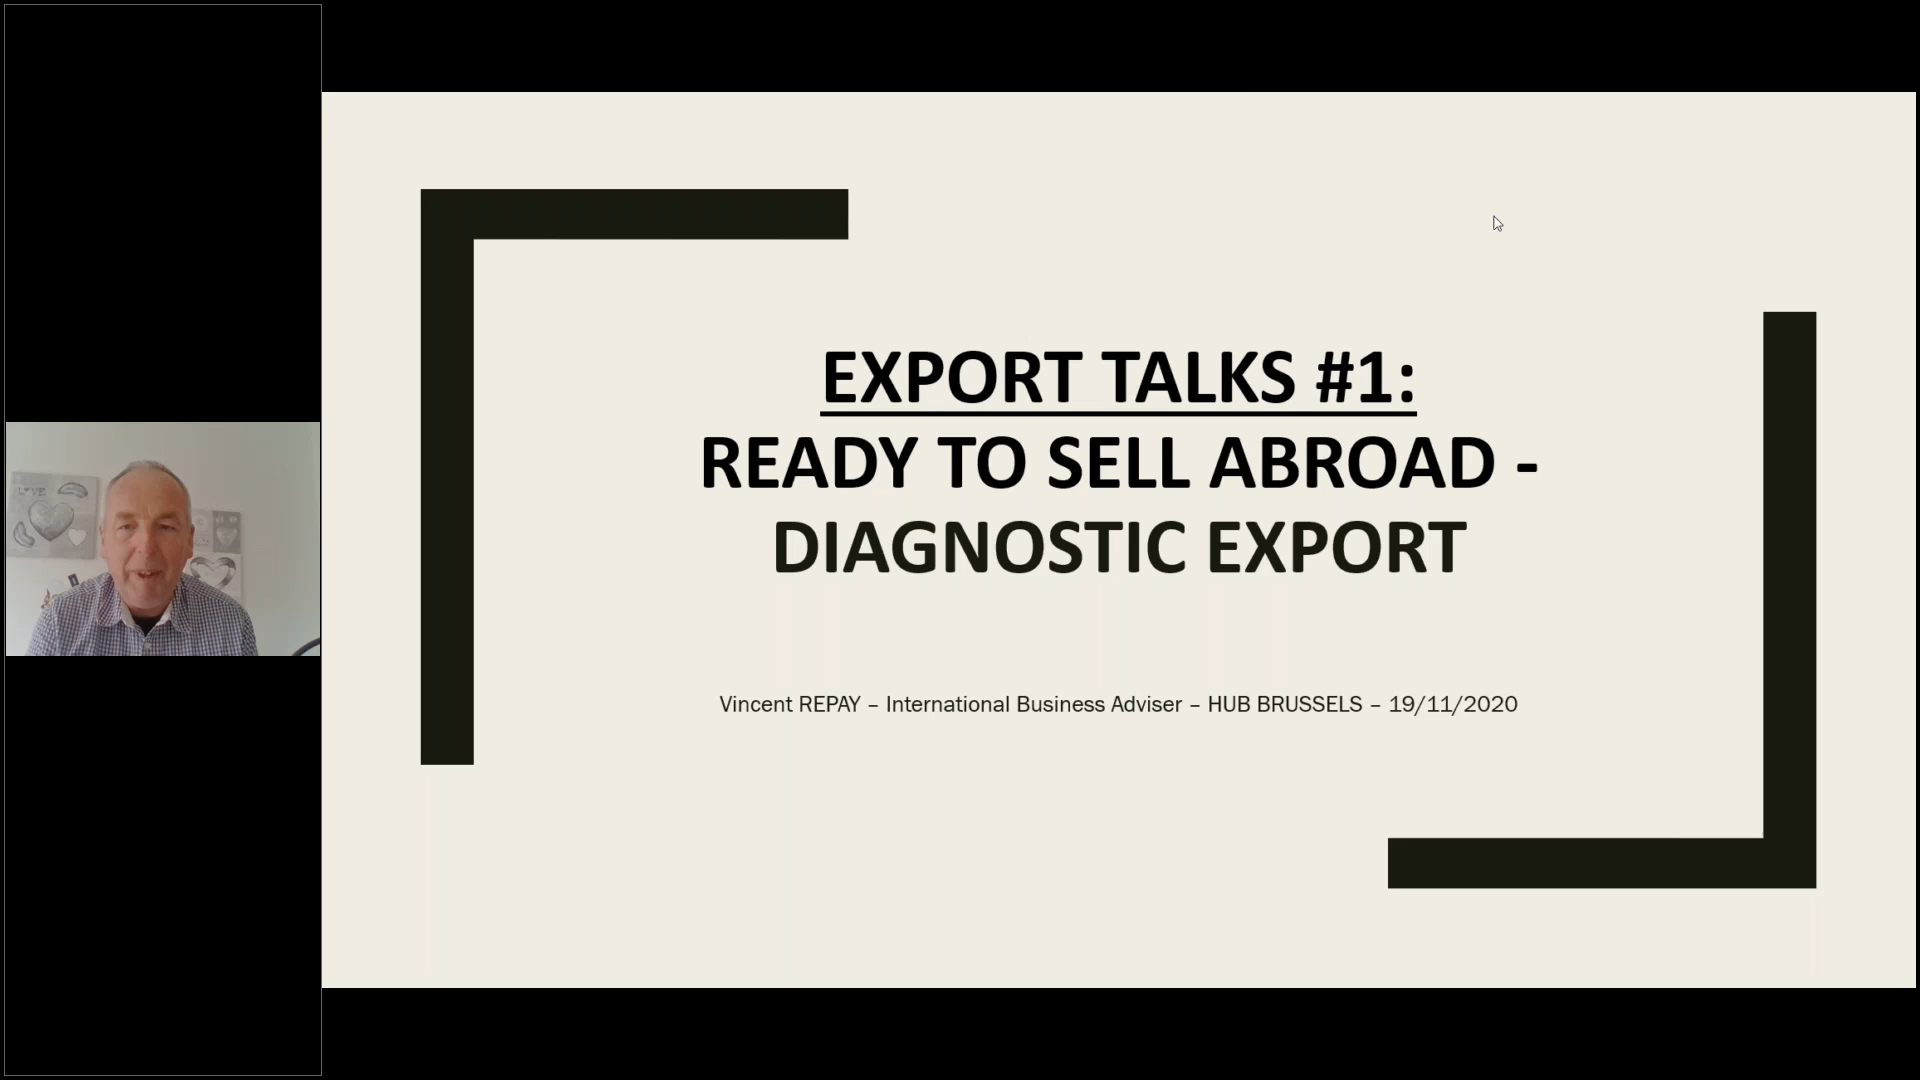 EXPORT TALKS #1:
READY TO SELL ABROAD -
DIAGNOSTIC EXPORT
Vincent REPAY – International Business Adviser – HUB BRUSSELS – 19/11/2020
LOVE